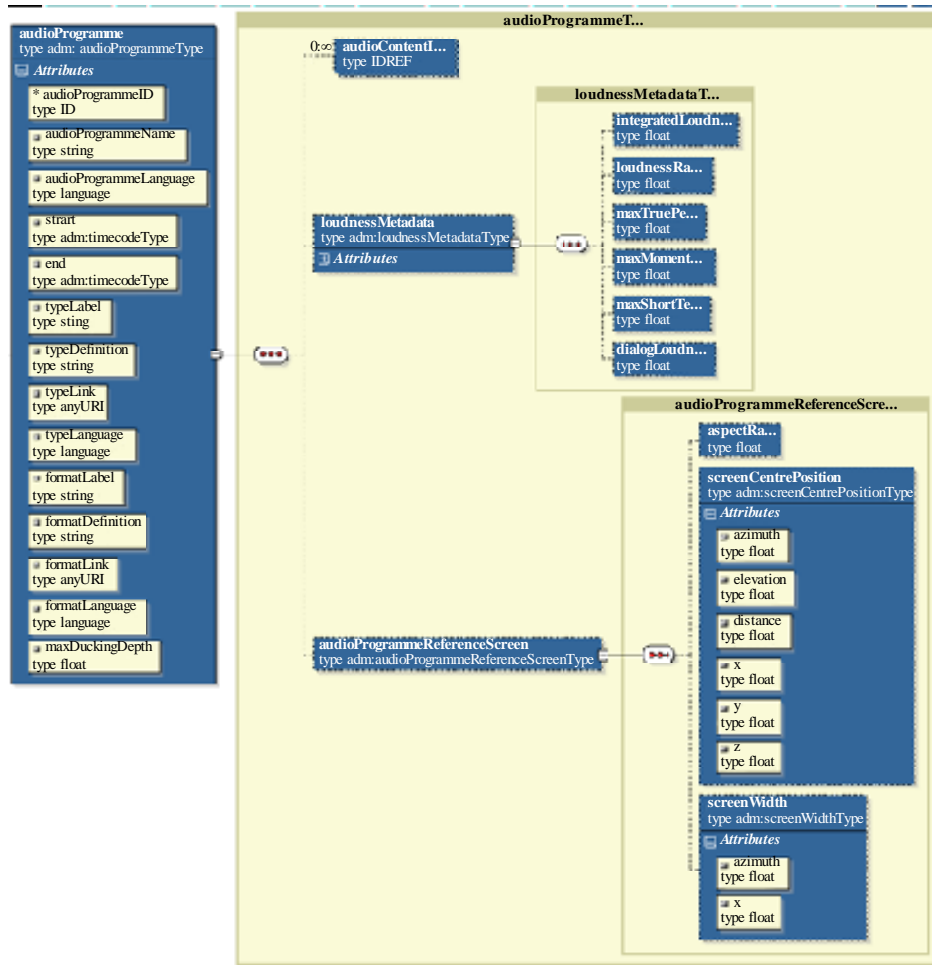 audioProgrammeT...
audioProgramme
type adm: audioProgrammeType
Attributes
* audioProgrammeID
type ID
audioProgrammeName
type string
audioProgrammeLanguage
type language
strart
type adm:timecodeType
end
type adm:timecodeType
typeLabel
type sting
typeDefinition
type string
typeLink
type anyURI
typeLanguage
type language
formatLabel
type string
formatDefinition
type string
formatLink
type anyURI
formatLanguage
type language
maxDuckingDepth
type float
0:∞
audioContentI...
type IDREF
loudnessMetadata
type adm:loudnessMetadataType
Attributes
loudnessMetadataT...
integratedLoudn...
type float
loudnessRa...
type float
maxTruePe...
type float
maxMoment...
type float
maxShortTe...
type float
dialogLoudn...
type float
audioProgrammeReferenceScreen
type adm:audioProgrammeReferenceScreenType
audioProgrammeReferenceScre...
aspectRa...
type float
screenCentrePosition
type adm:screenCentrePositionType
Attributes
azimuth
type float
elevation
type float
distance
type float
x
type float
y
type float
z
type float
screenWidth
type adm:screenWidthType
Attributes
azimuth
type float
x
type float